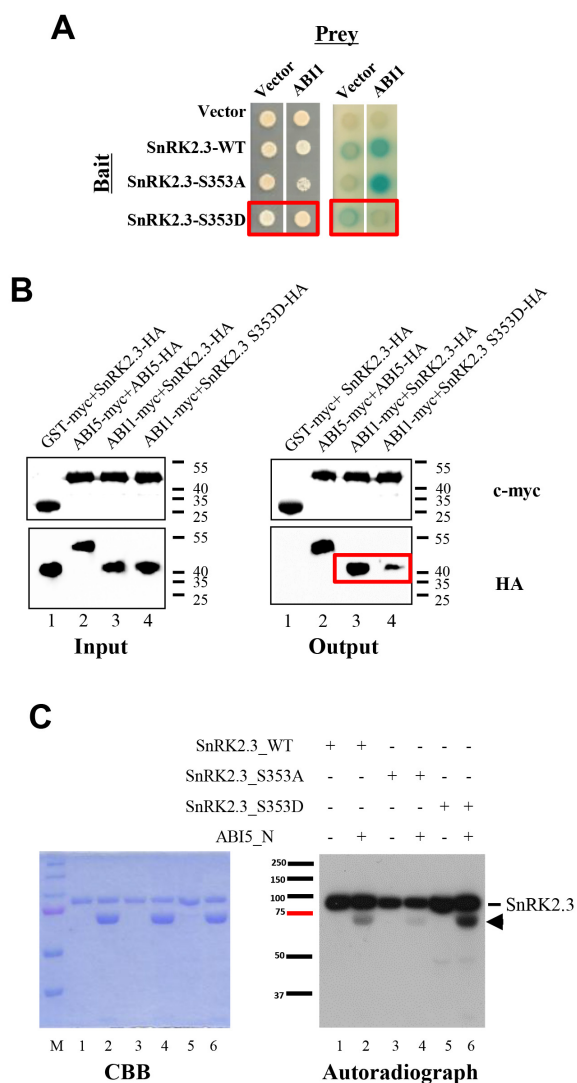 A
Prey
Vector ABI1 Vector ABI1
Bait
Vector
SnRK2.3-WT
SnRK2.3-S353A
SnRK2.3-S353D
B
GST-myc+SnRK2.3-HA
ABI5-myc+ABI5-HA
ABI1-myc+SnRK2.3-HA
ABI1-myc+SnRK2.3 S353D-HA
GST-myc+ SnRK2.3-HA
ABI5-myc+ABI5-HA
ABI1-myc+SnRK2.3-HA
ABI1-myc+SnRK2.3 S353D-HA
55
40
35
25
55
40
35
25
c-myc
55
40
35
25
55
40
35
25
HA
1 2 3 4
1 2 3 4
Input
Output
C
SnRK2.3_WT + + - - - -
SnRK2.3_S353A - - + + - -
SnRK2.3_S353D - - - - + +
ABI5_N - + - + - +
250
150
100
75
50
37
SnRK2.3
M 1 2 3 4 5 6
1 2 3 4 5 6
CBB
Autoradiograph